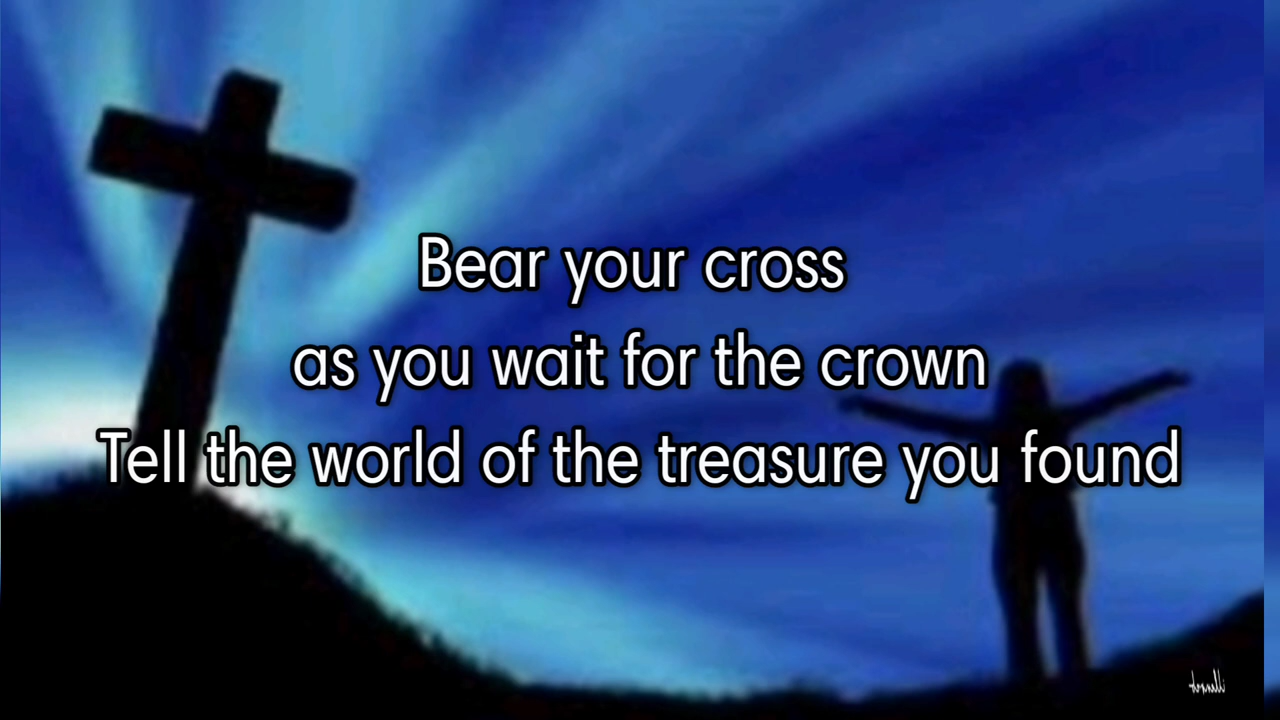 Bear your cross
as you wait for the crown
Tell the world of the treasure you found